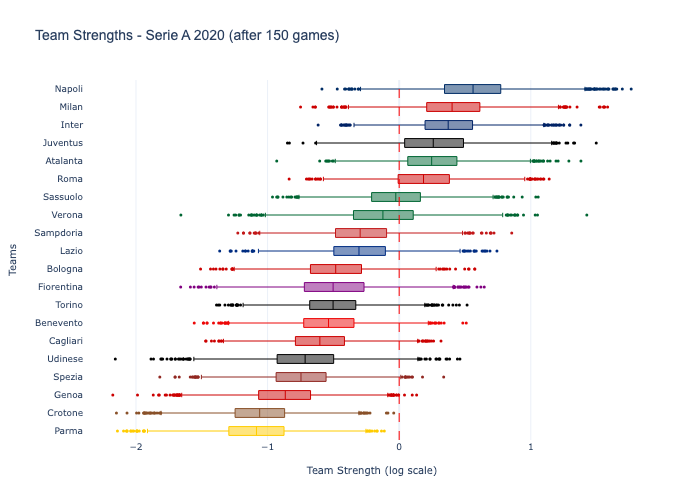 Team Strengths - Serie A 2020 (after 150 games)
Teams
Napoli
Milan
Inter
Juventus
Atalanta
Roma
Sassuolo
Verona
Sampdoria
Lazio
Bologna
Fiorentina
Torino
Benevento
Cagliari
Udinese
Spezia
Genoa
Crotone
Parma
−2 −1 0 1
Team Strength (log scale)